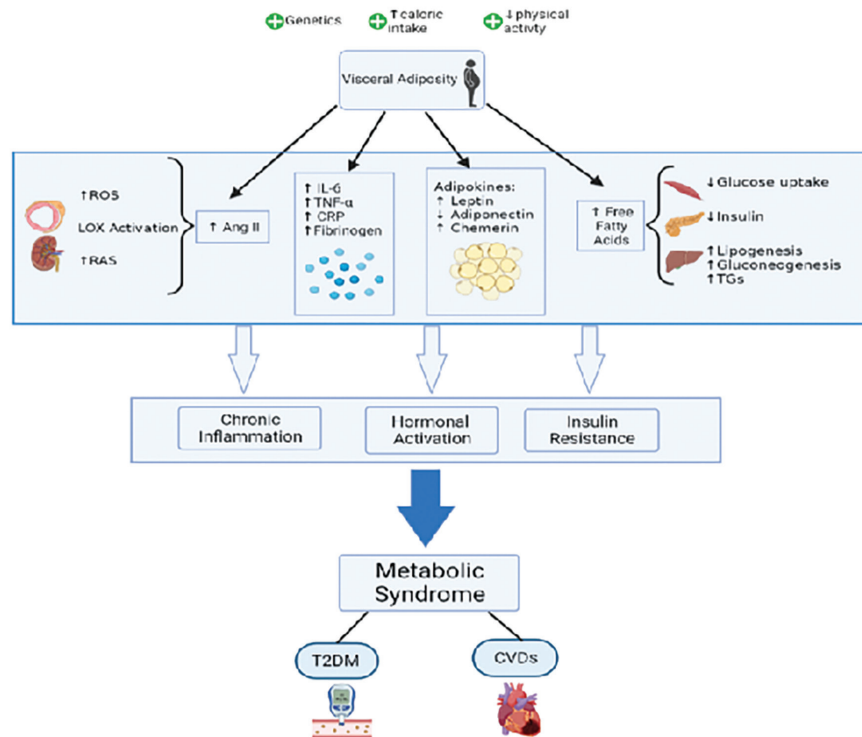 Genetics
↑caloric
intake
↓physical
activty
Visceral Adiposity
↑ROS
LOX Activation
↑RAS
↑ Ang II
↑ IL-6
↑TNF-α
↑ CRP
↑Fibrinogen
Adipokines:
↑ Leptin
↓ Adiponectin
↑ Chemerin
↑ Free
Fatty
Acids
↓Glucose uptake
↓Insulin
↑Lipogenesis
↑Gluconeogenesis
↑TGs
Chronic
Inflammation
Hormonal
Activation
Insulin
Resistance
Metabolic
Syndrome
T2DM
CVDs